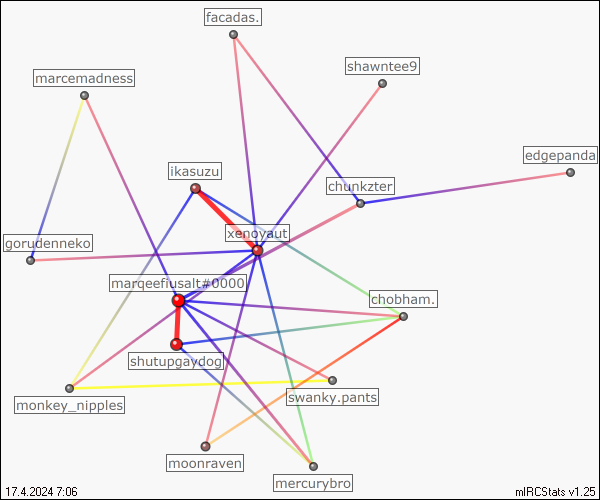 facadas.
shawntee9
marcemadness
edgepanda
ikasuzu
chunkzter
xenoyaut
gorudenneko
marqeefiusalt#0000
chobham.
shutupgaydog
swanky.pants
monkey_nipples
moonraven
mercurybro
17.4.2024 7:06
mIRCStats v1.25